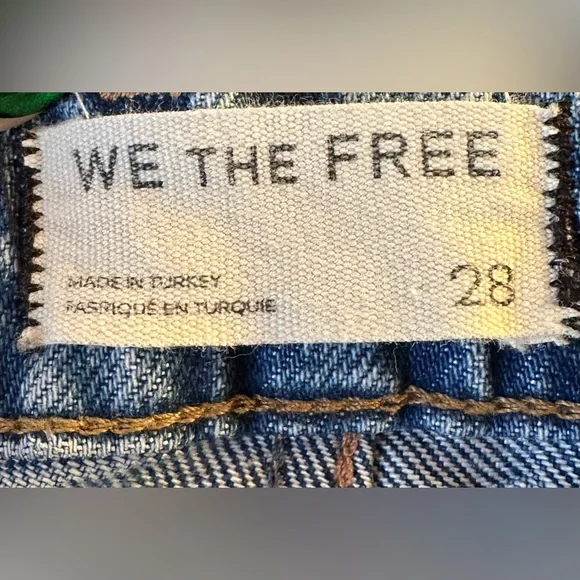 WE THE FREE
MADE IN TURKEY
FABRIQUÉ EN TURQUIE
28